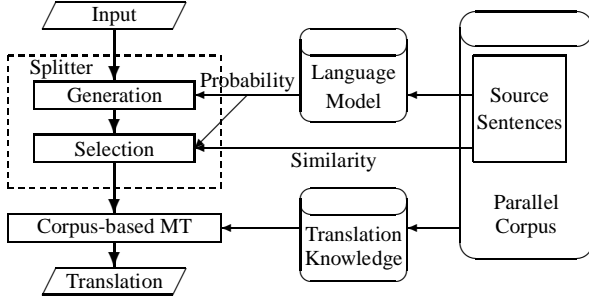 Input
Splitter
Probability
Generation
Language
Model
Source
Sentences
Selection
Similarity
Parallel
Corpus
Corpus-based MT
Translation
Knowledge
Translation